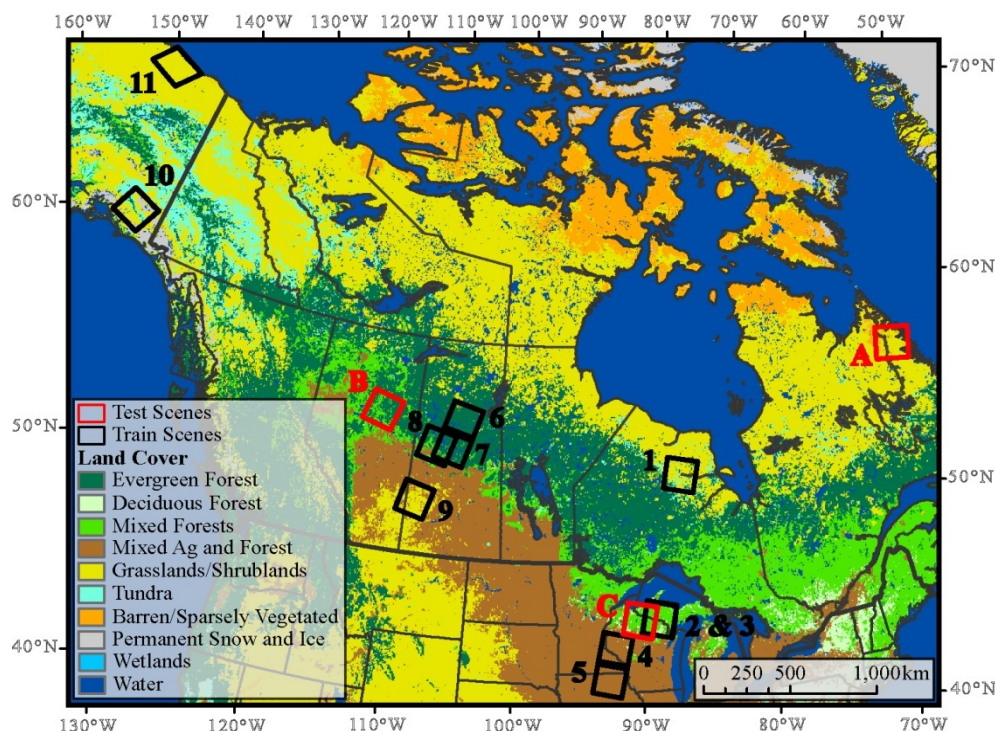 160°W 150°W 140°W 130°W 120°W 110°W 100°W 90°W 80°W 70°W 60°W 50°W
11
70°N
10
60°N
60°N
A
B
8 6
7
50°N
1
50°N
9
Test Scenes
Train Scenes
Land Cover
Evergreen Forest
Deciduous Forest
Mixed Forests
Mixed Ag and Forest
Grasslands/Shrublands
Tundra
Barren/Sparsely Vegetated
Permanent Snow and Ice
Wetlands
Water
C
2 & 3
4
5
40°N
40°N
0 250 500 1,000 km
130°W 120°W 110°W 100°W 90°W 80°W 70°W